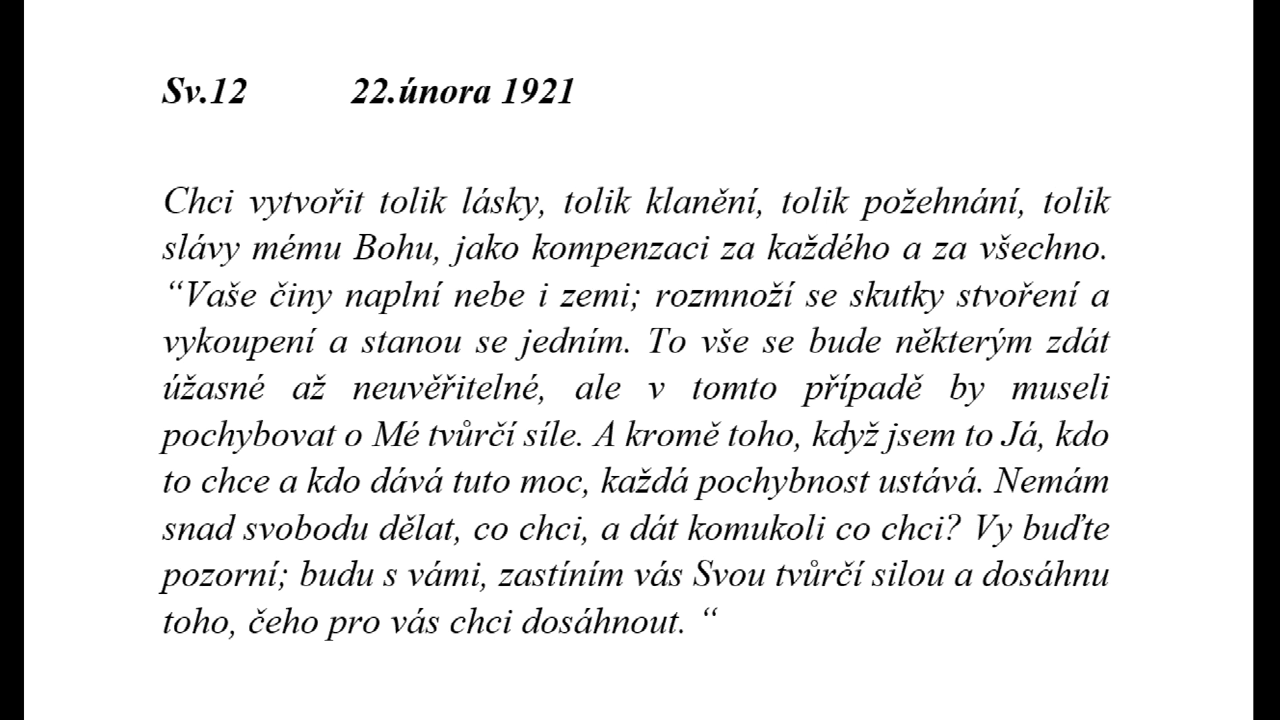 Sv.12 22.února 1921
Chci vytvořit tolik lásky, tolik klanění, tolik požehnání, tolik
slávy mému Bohu, jako kompenzaci za každého a za všechno.
“Vaše činy naplní nebe i zemi; rozmnoží se skutky stvoření a
vykoupení a stanou se jedním. To vše se bude některým zdát
úžasné až neuvěřitelné, ale v tomto případě by museli
pochybovat o Mé tvůrčí síle. A kromě toho, když jsem to Já, kdo
to chce a kdo dává tuto moc, každá pochybnost ustává. Nemám
snad svobodu dělat, co chci, a dát komukoli co chci? Vy buďte
pozorní; budu s vámi, zastíním vás Svou tvůrčí silou a dosáhnu
toho, čeho pro vás chci dosáhnout. “